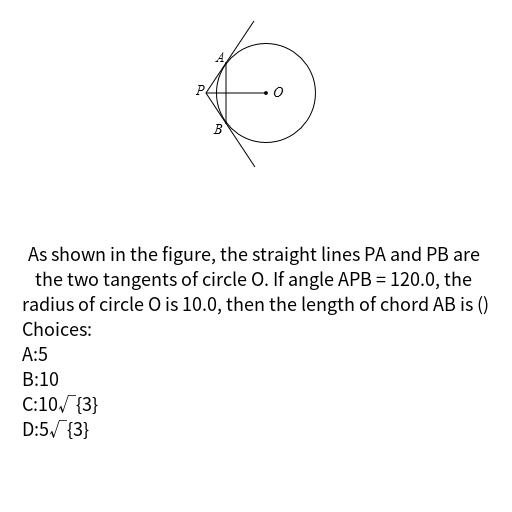 A
P
O
B
As shown in the figure, the straight lines PA and PB are
the two tangents of circle O. If angle APB = 120.0, the
radius of circle O is 10.0, then the length of chord AB is ()
Choices:
A:5
B:10
C:10√{3}
D:5√{3}